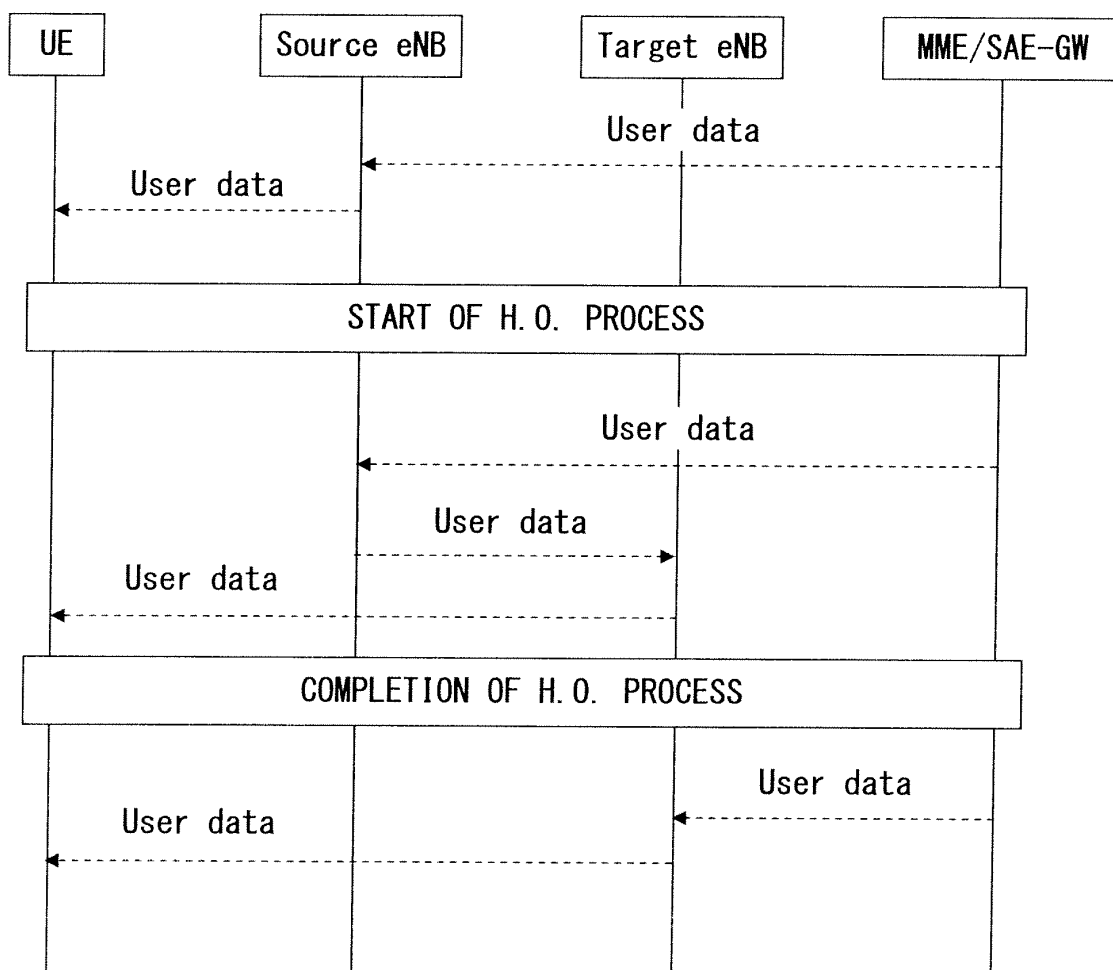 UE
Source eNB
Target eNB
MME/SAE-GW
User data
User data
START OF H.O. PROCESS
User data
User data
User data
COMPLETION OF H.O. PROCESS
User data
User data